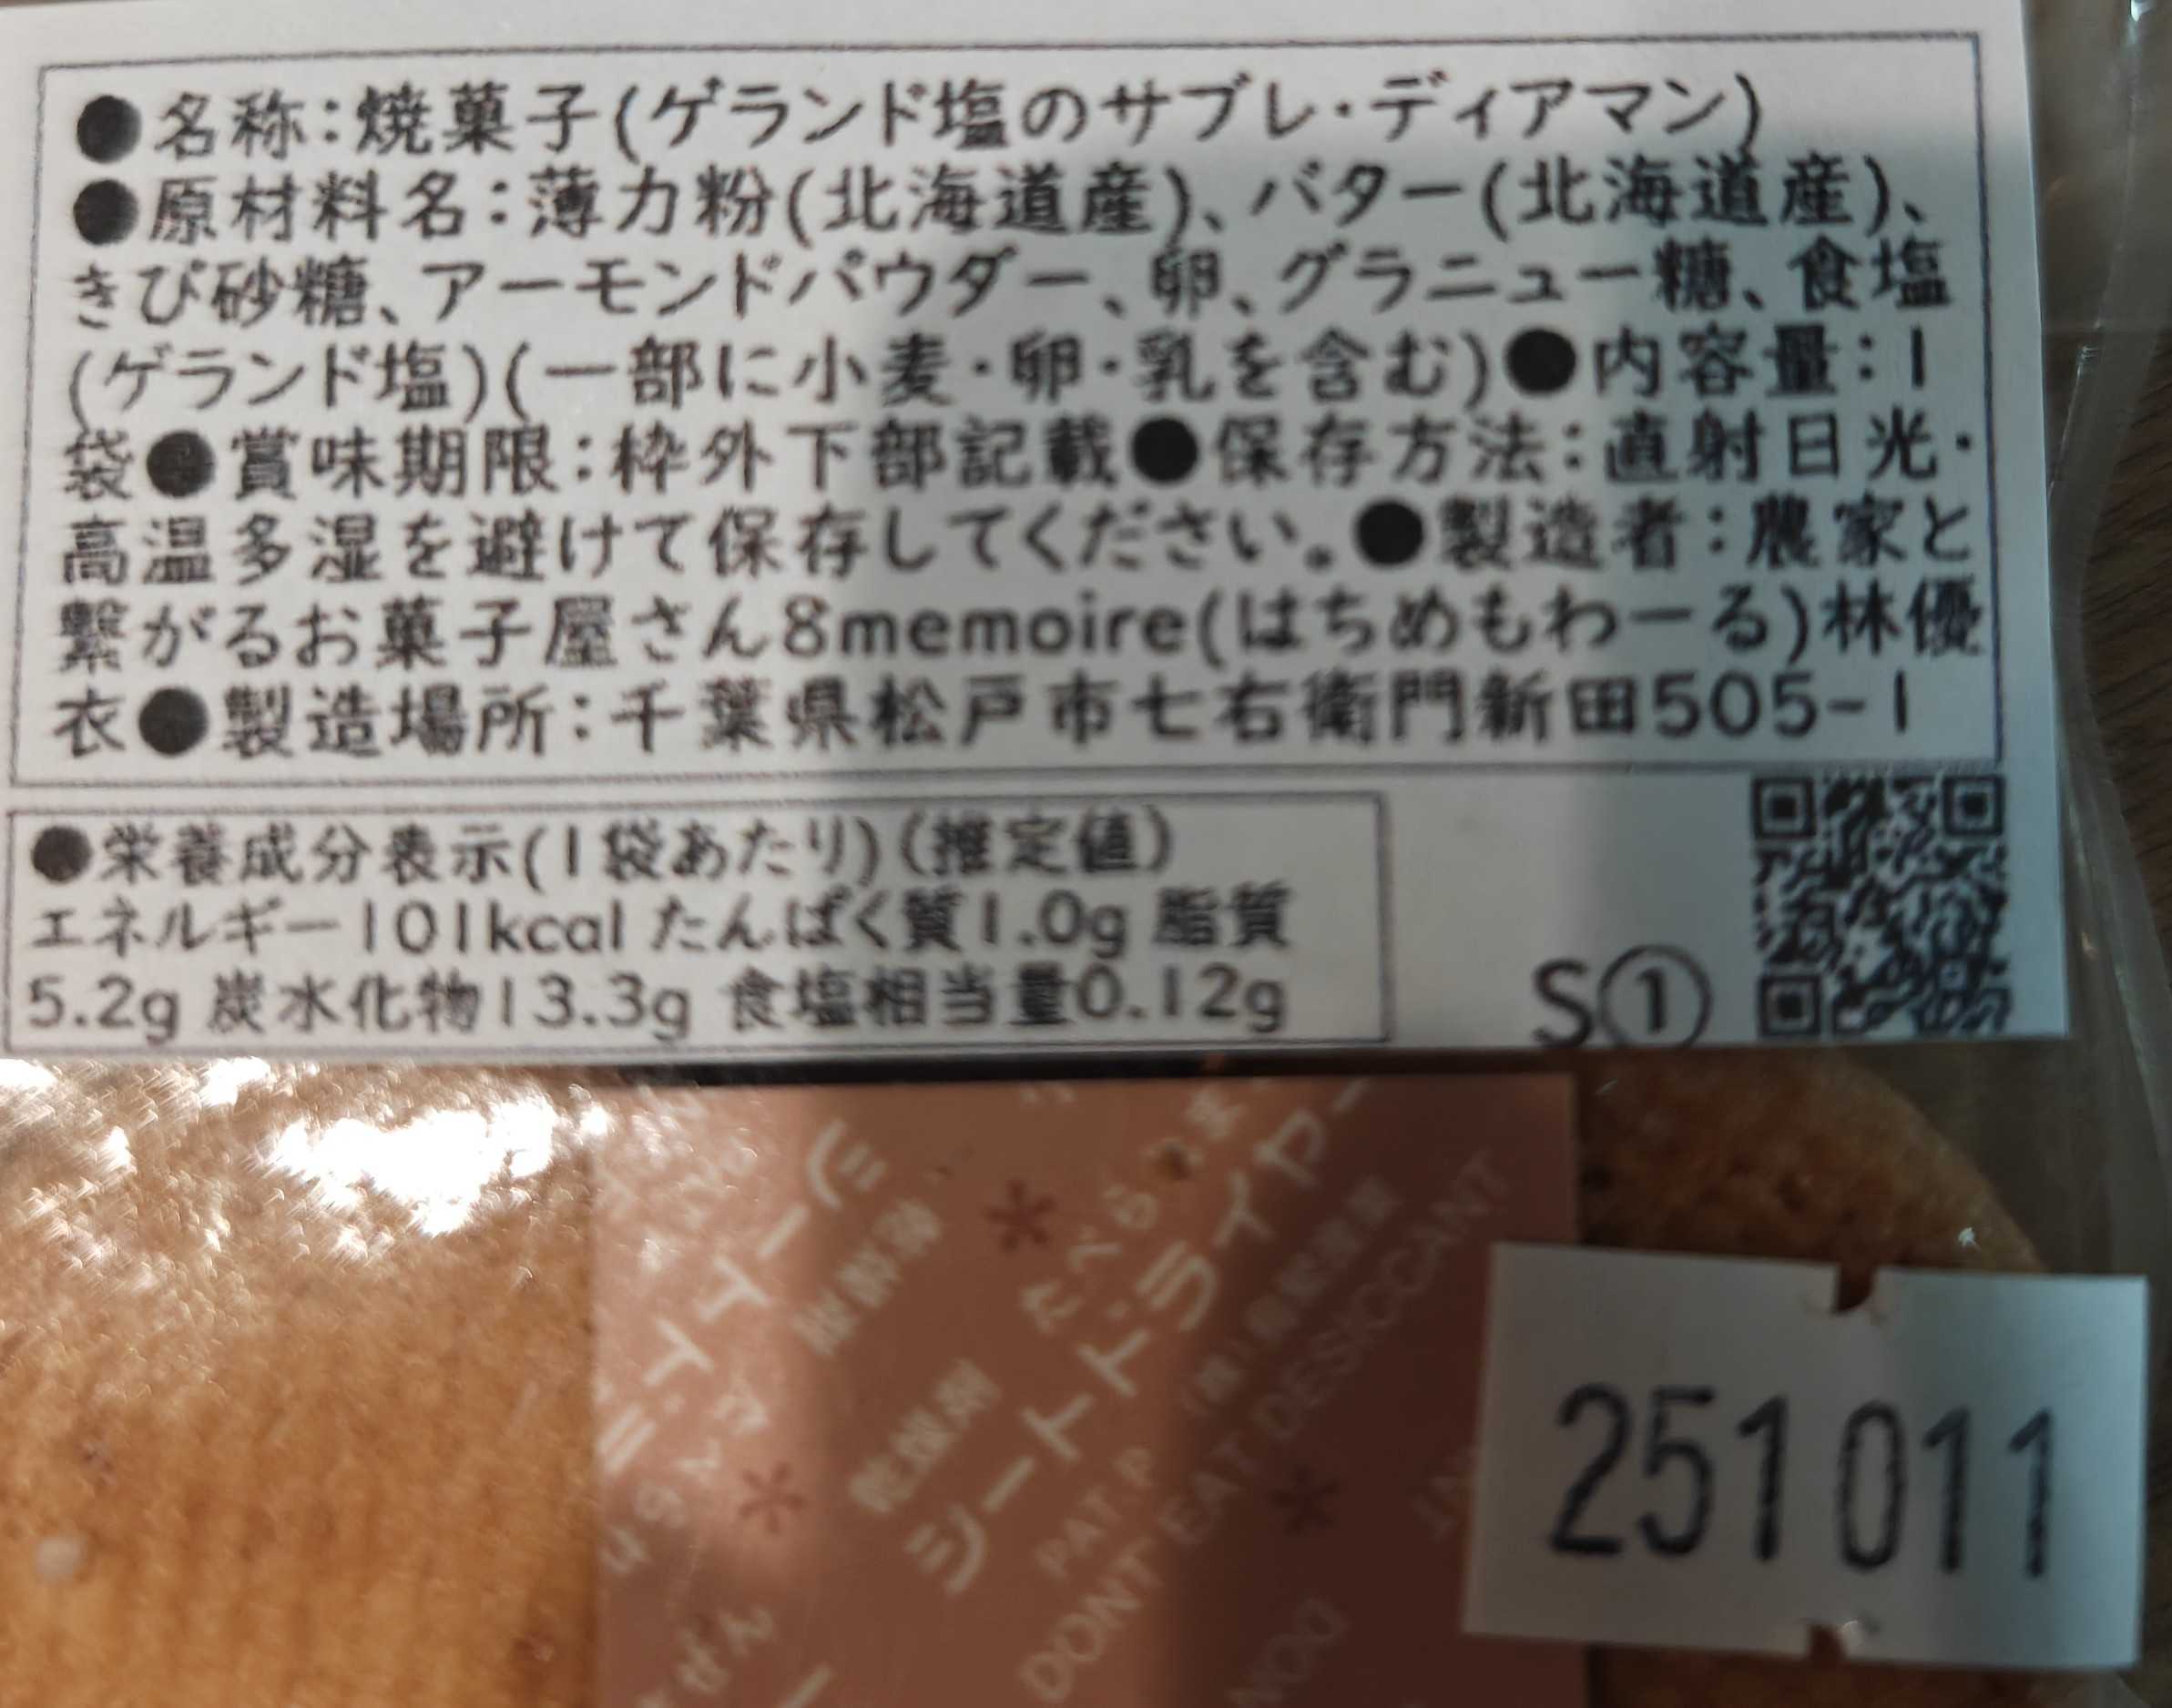 ●名称:焼菓子(ゲランド塩のサブレ・ディアマン)
●原材料名:薄力粉(北海道産)、バター(北海道産)、
きび砂糖、アーモンドパウダー、卵、グラニュー糖、食塩
(ゲランド塩)(一部に小麦・卵・乳を含む)●内容量:1
袋●賞味期限:枠外下部記載●保存方法:直射日光・
高温多湿を避けて保存してください。●製造者:農家と
繋がるお菓子屋さん8memoire(はちめもわーる)林優
衣●製造場所:千葉県松戸市七右衛門新田505-1
●栄養成分表示(1袋あたり)(推定値)
エネルギー101kcal たんぱく質1.0g 脂質
5.2g 炭水化物13.3g 食塩相当量0.12g
S①
たべられま
シートドライヤー
乾燥剤
PAT.P
DONT EAT DESICCANT
251011